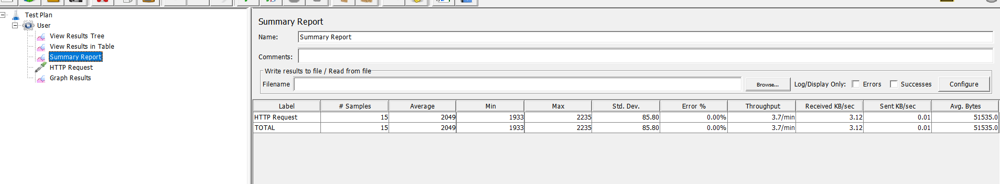 Test Plan
User
View Results Tree
View Results in Table
Summary Report
HTTP Request
Graph Results
Summary Report
Name: Summary Report
Comments:
Write results to file / Read from file
Filename Browse... Log/Display Only: Errors Successes Configure
Label # Samples Average Min Max Std. Dev. Error % Throughput Received KB/sec Sent KB/sec Avg. Bytes
HTTP Request 15 2049 1933 2235 85.80 0.00% 3.7/min 3.12 0.01 51535.0
TOTAL 15 2049 1933 2235 85.80 0.00% 3.7/min 3.12 0.01 51535.0